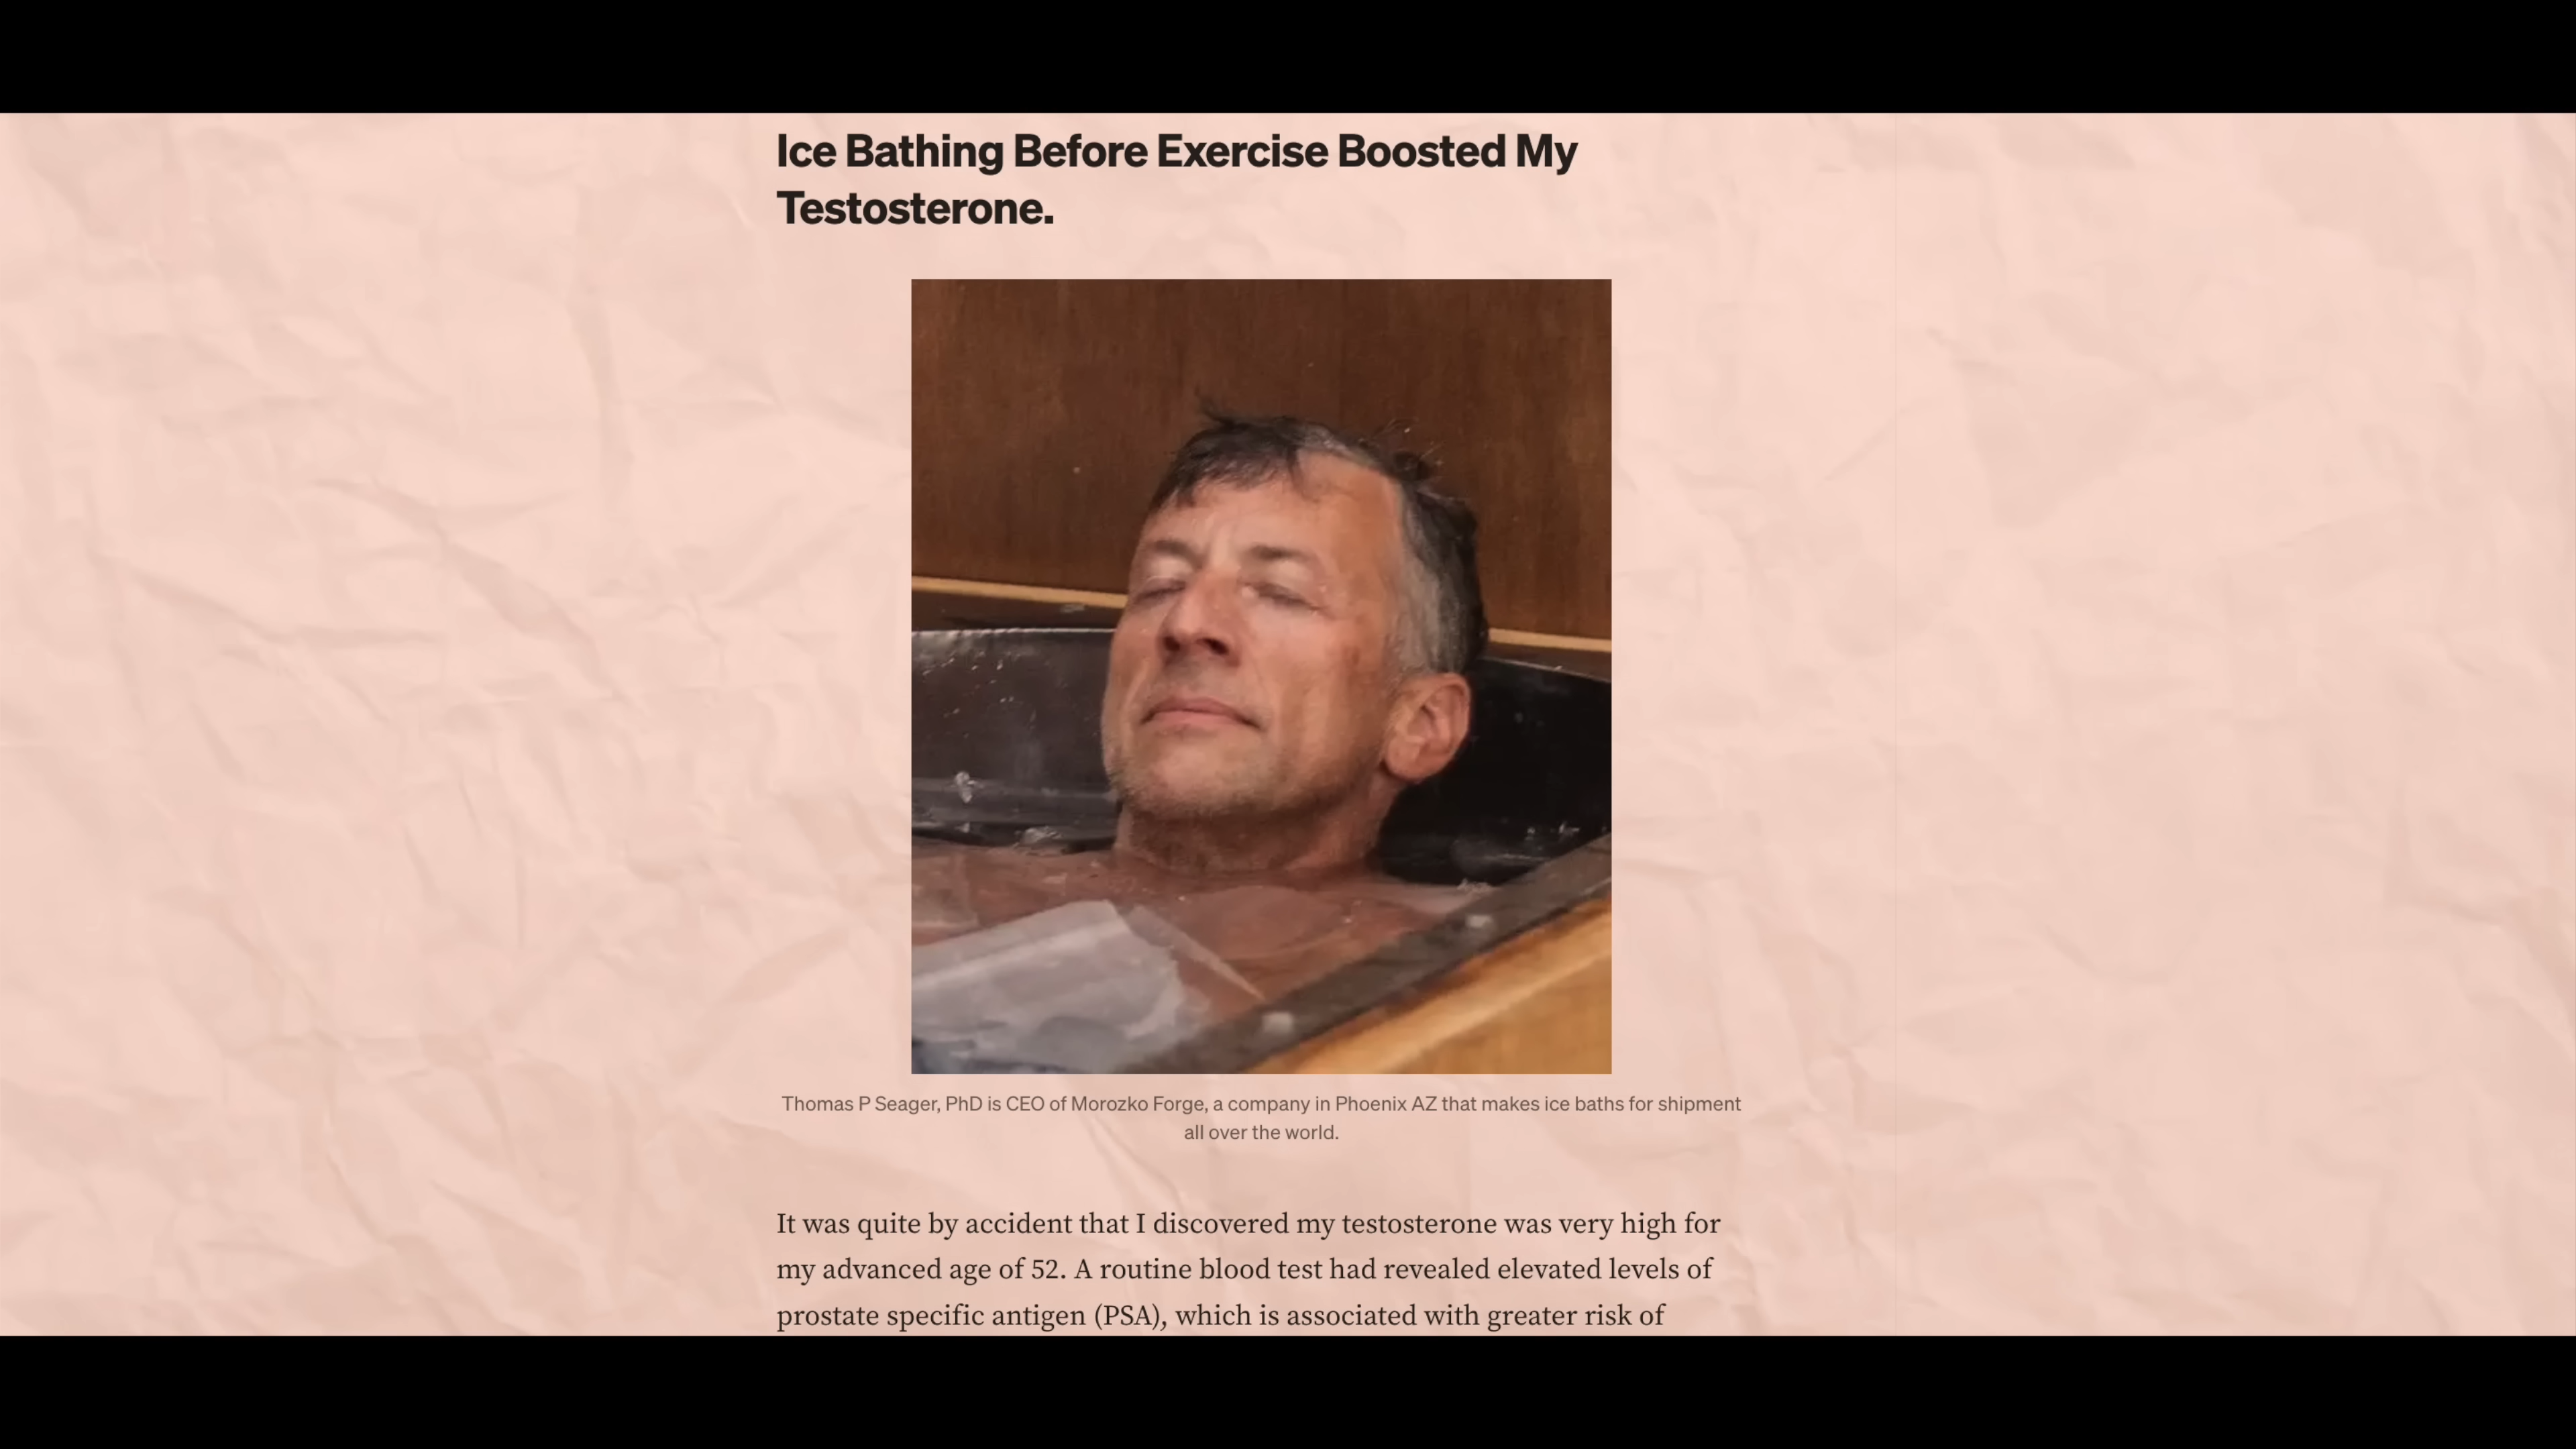 Ice Bathing Before Exercise Boosted My
Testosterone.
Thomas P Seager, PhD is CEO of Morozko Forge, a company in Phoenix AZ that makes ice baths for shipment
all over the world.
It was quite by accident that I discovered my testosterone was very high for
my advanced age of 52. A routine blood test had revealed elevated levels of
prostate specific antigen (PSA), which is associated with greater risk of